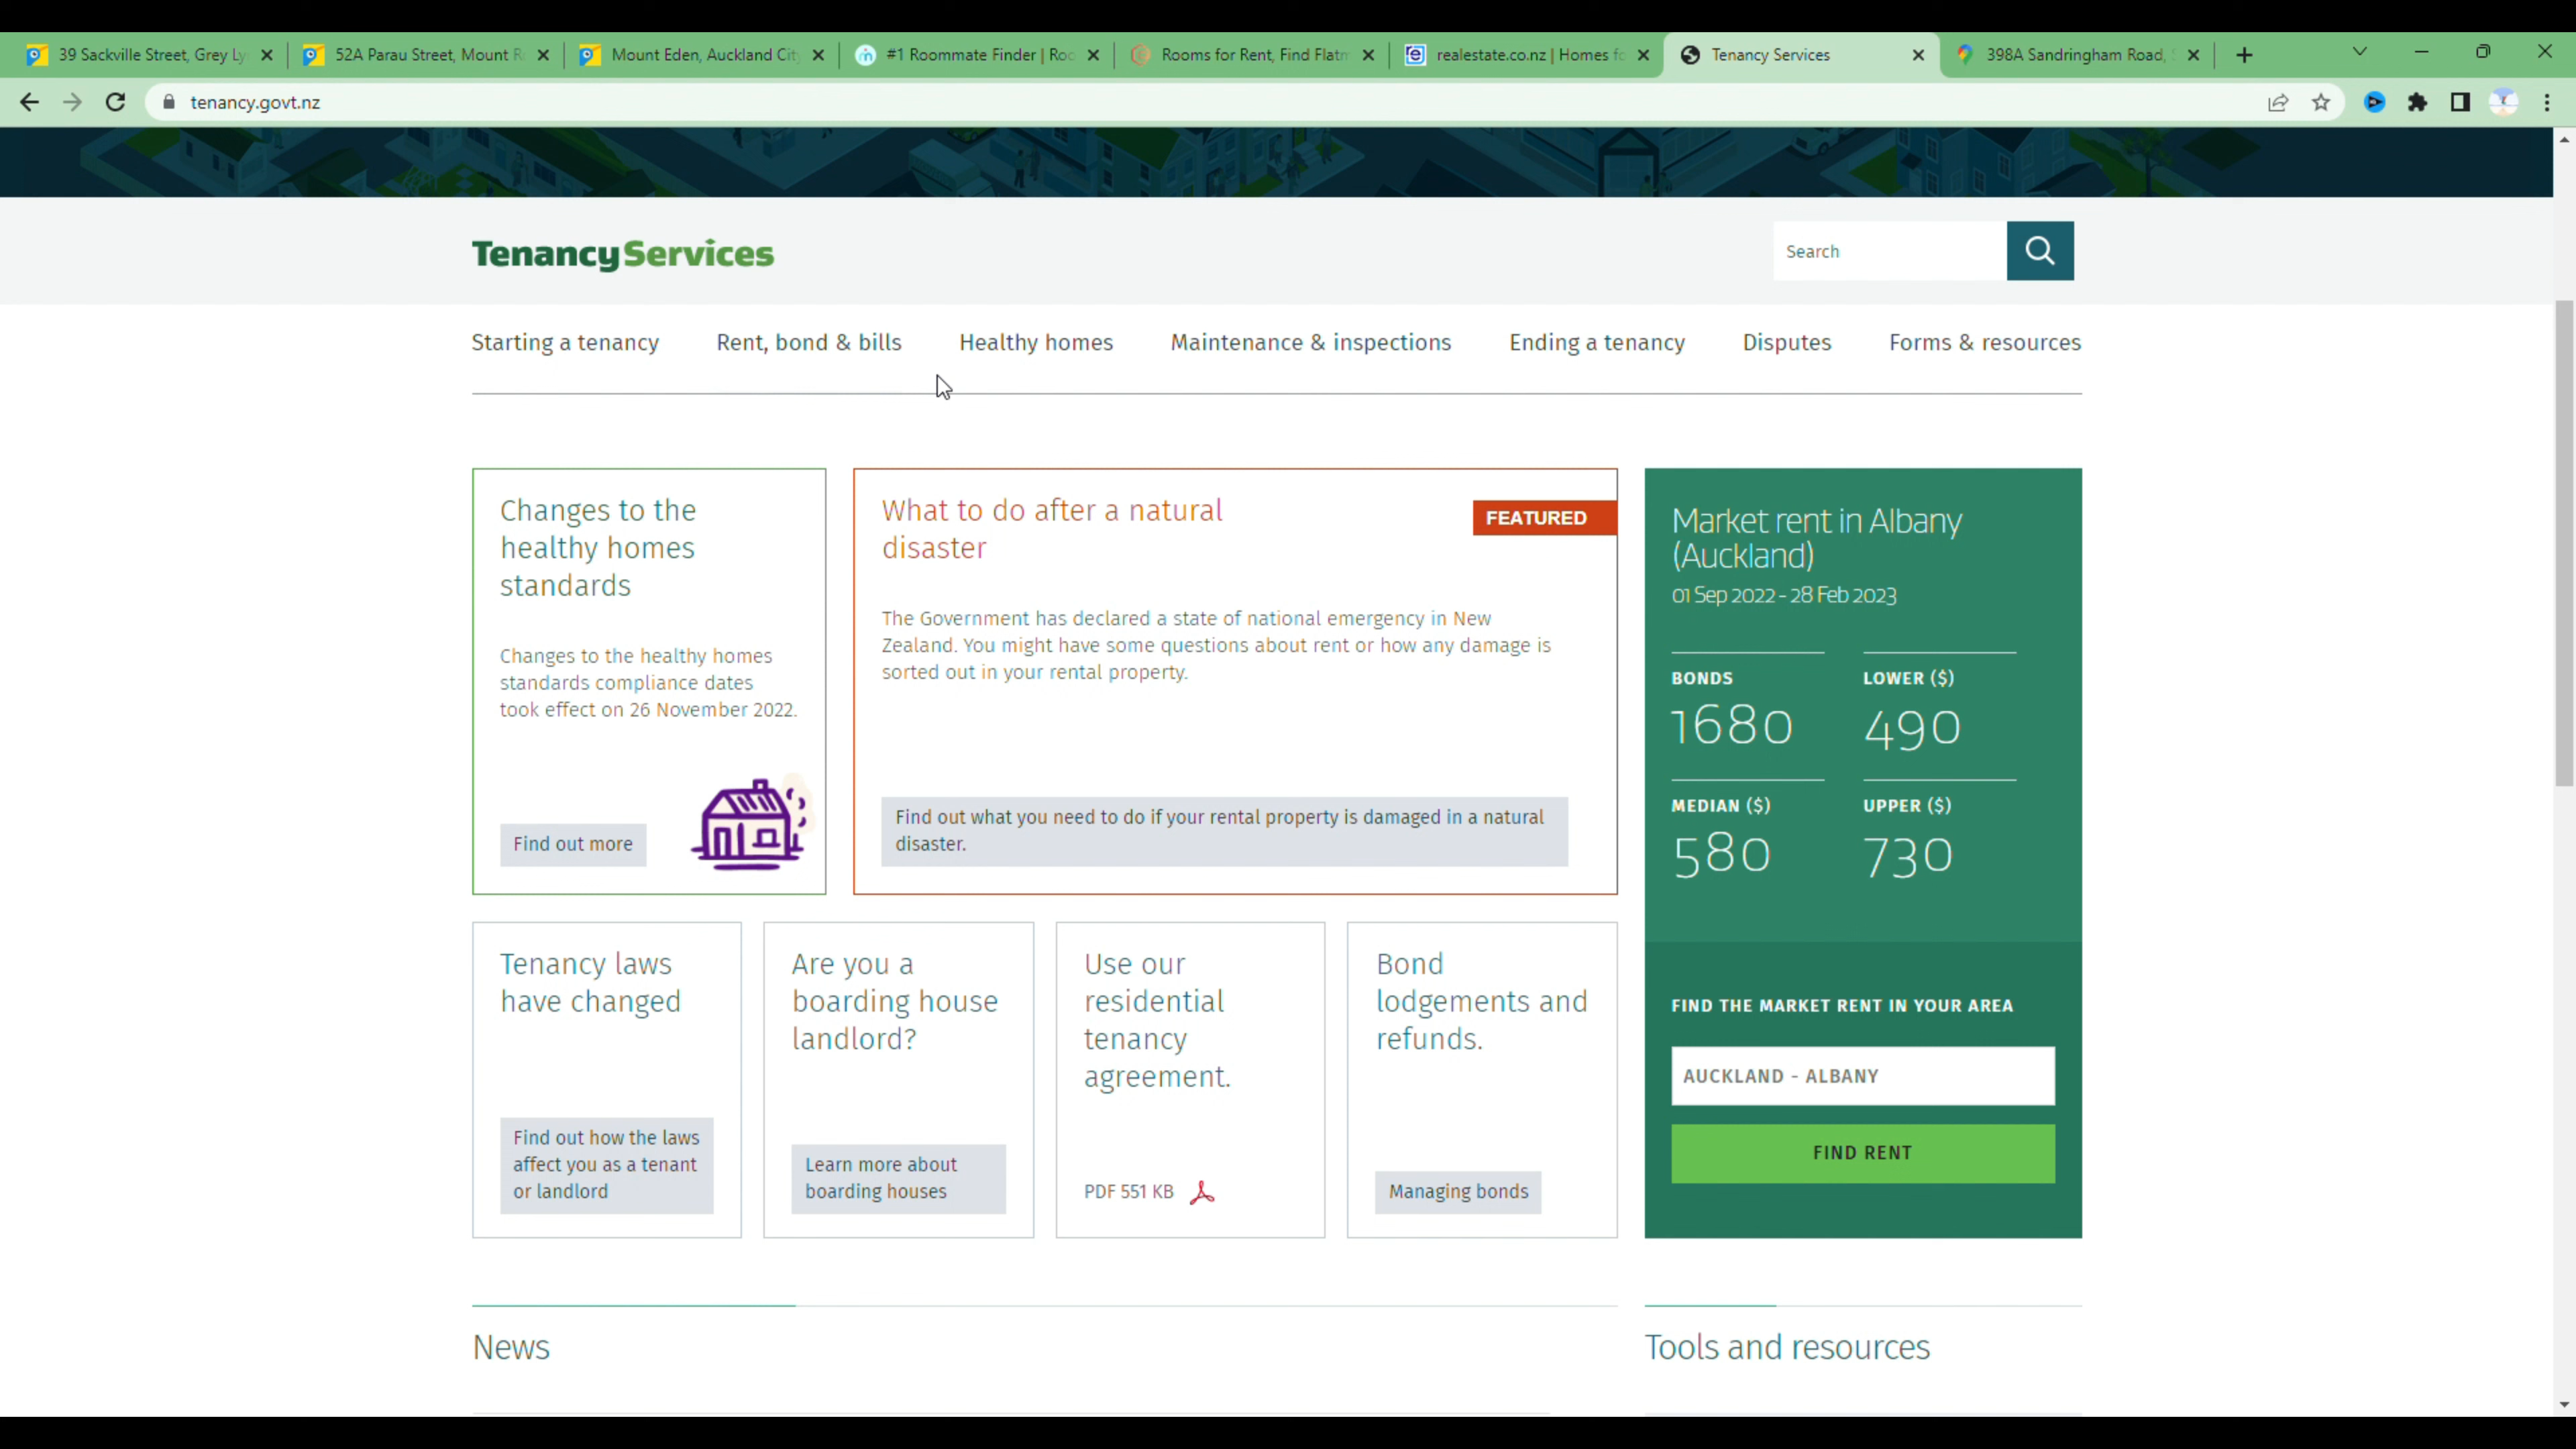 39 Sackville Street, Grey Ly
52A Parau Street, Mount R
Mount Eden, Auckland City
#1 Roommate Finder | Roo
Rooms for Rent, Find Flatm
realestate.co.nz | Homes fo
Tenancy Services
398A Sandringham Road, S
tenancy.govt.nz
TenancyServices
Search
Starting a tenancy
Rent, bond & bills
Healthy homes
Maintenance & inspections
Ending a tenancy
Disputes
Forms & resources
Changes to the
healthy homes
standards
Changes to the healthy homes
standards compliance dates
took effect on 26 November 2022.
Find out more
What to do after a natural
disaster
FEATURED
The Government has declared a state of national emergency in New
Zealand. You might have some questions about rent or how any damage is
sorted out in your rental property.
Find out what you need to do if your rental property is damaged in a natural
disaster.
Market rent in Albany
(Auckland)
01 Sep 2022 - 28 Feb 2023
BONDS
1680
LOWER ($)
490
MEDIAN ($)
580
UPPER ($)
730
FIND THE MARKET RENT IN YOUR AREA
AUCKLAND - ALBANY
FIND RENT
Tenancy laws
have changed
Find out how the laws
affect you as a tenant
or landlord
Are you a
boarding house
landlord?
Learn more about
boarding houses
Use our
residential
tenancy
agreement.
PDF 551 KB
Bond
lodgements and
refunds.
Managing bonds
News
Tools and resources